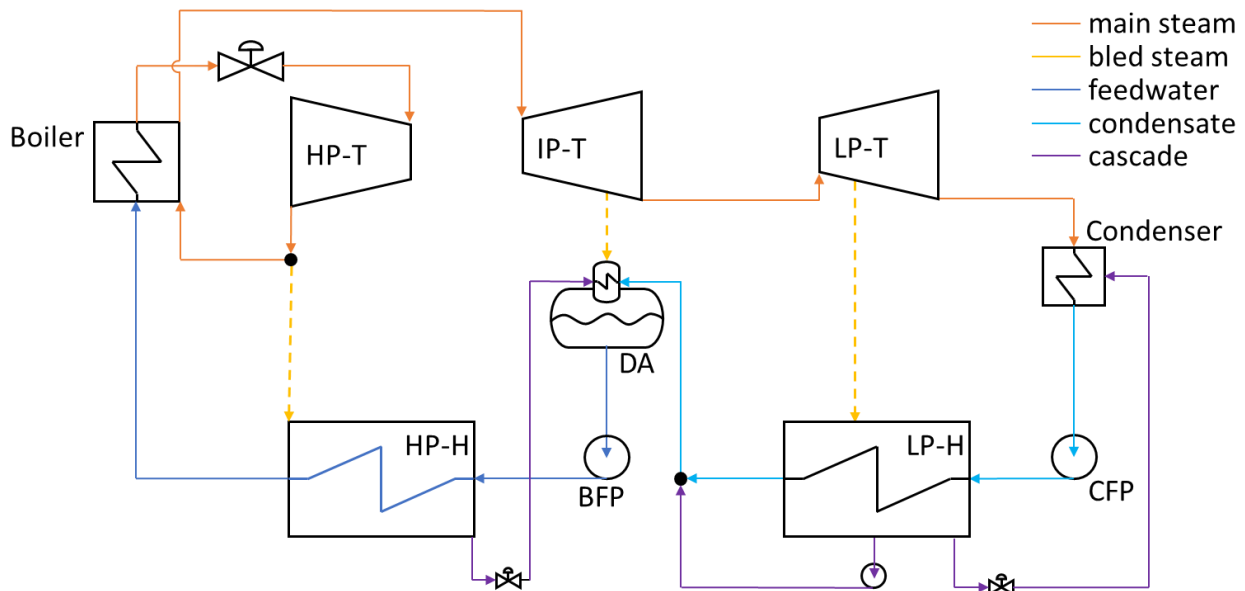 main steam
bled steam
feedwater
condensate
cascade
Boiler
HP-T
IP-T
LP-T
Condenser
DA
HP-H
BFP
LP-H
CFP